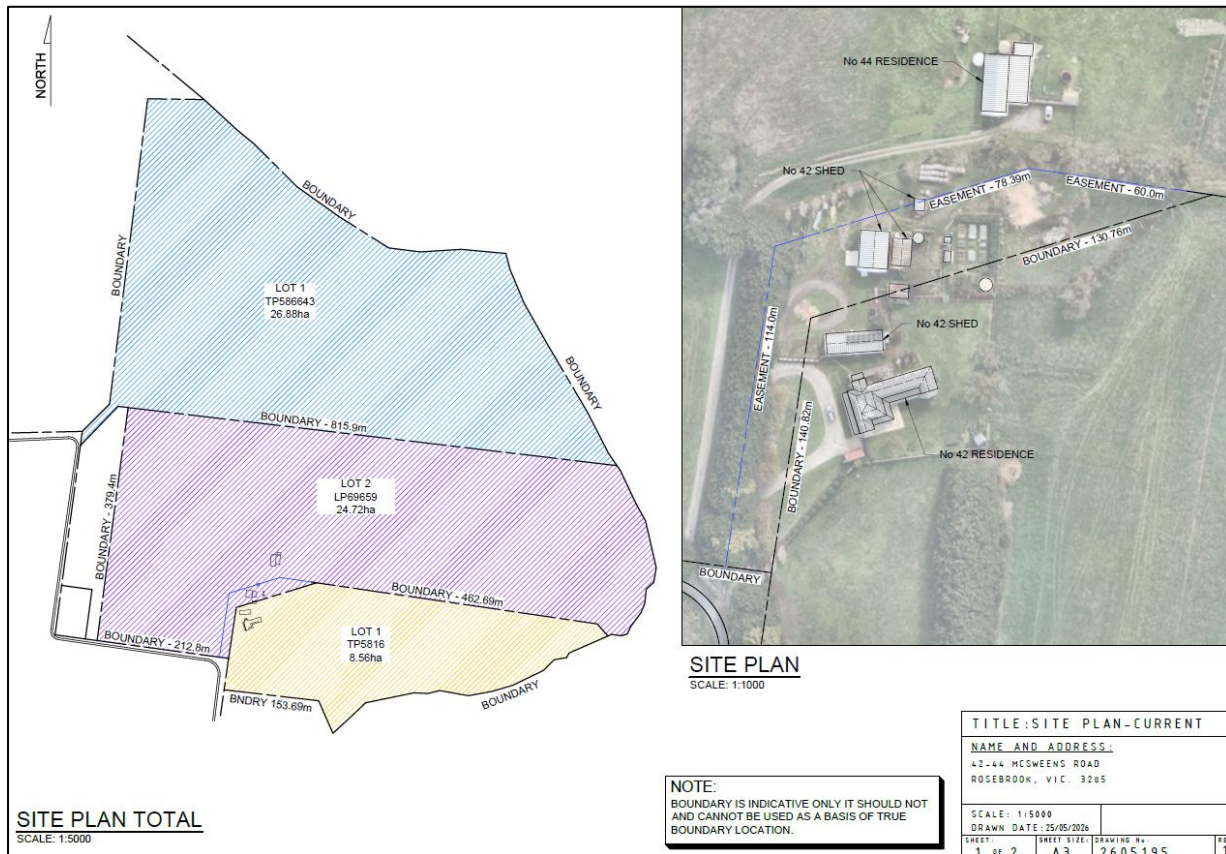 NORTH
BOUNDARY
BOUNDARY
BOUNDARY
LOT 1
TP586643
26.88ha
BOUNDARY - 815.9m
BOUNDARY - 379.4m
LOT 2
LP69659
24.72ha
BOUNDARY - 462.69m
BOUNDARY - 212.8m
LOT 1
TP5816
8.56ha
BNDRY 153.69m
BOUNDARY
SITE PLAN TOTAL
SCALE: 1:5000
No 44 RESIDENCE
No 42 SHED
EASEMENT - 78.39m
EASEMENT - 60.0m
BOUNDARY - 130.76m
EASEMENT - 114.0m
No 42 SHED
BOUNDARY - 140.82m
No 42 RESIDENCE
BOUNDARY
SITE PLAN
SCALE: 1:1000
NOTE:
BOUNDARY IS INDICATIVE ONLY IT SHOULD NOT
AND CANNOT BE USED AS A BASIS OF TRUE
BOUNDARY LOCATION.
TITLE: SITE PLAN-CURRENT
NAME AND ADDRESS:
42-44 MCSWEENS ROAD
ROSEBROOK, VIC. 3285
SCALE: 1:5000
DRAWN DATE: 25/05/2026
SHEET: SHEET SIZE: DRAWING No:
1 OF 2 A3 2605195